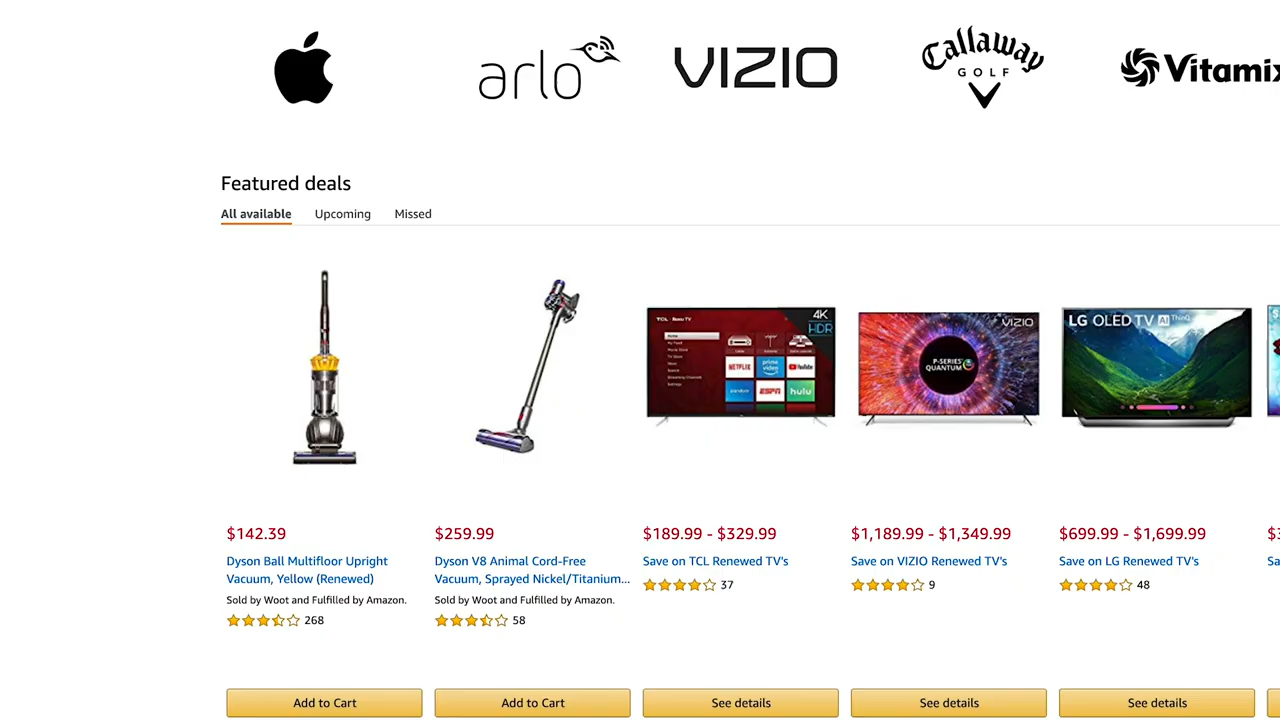 arlo
VIZIO
Callaway
GOLF
Vitamix
Featured deals
All available
Upcoming
Missed
TCL Roku TV
4K
HDR
NETFLIX
prime video
YouTube
ESPN
hulu
VIZIO
P-SERIES
QUANTUM
LG OLED TV AI ThinQ
$142.39
Dyson Ball Multifloor Upright
Vacuum, Yellow (Renewed)
Sold by Woot and Fulfilled by Amazon.
268
Add to Cart
$259.99
Dyson V8 Animal Cord-Free
Vacuum, Sprayed Nickel/Titanium...
Sold by Woot and Fulfilled by Amazon.
58
Add to Cart
$189.99 - $329.99
Save on TCL Renewed TV's
37
See details
$1,189.99 - $1,349.99
Save on VIZIO Renewed TV's
9
See details
$699.99 - $1,699.99
Save on LG Renewed TV's
48
See details